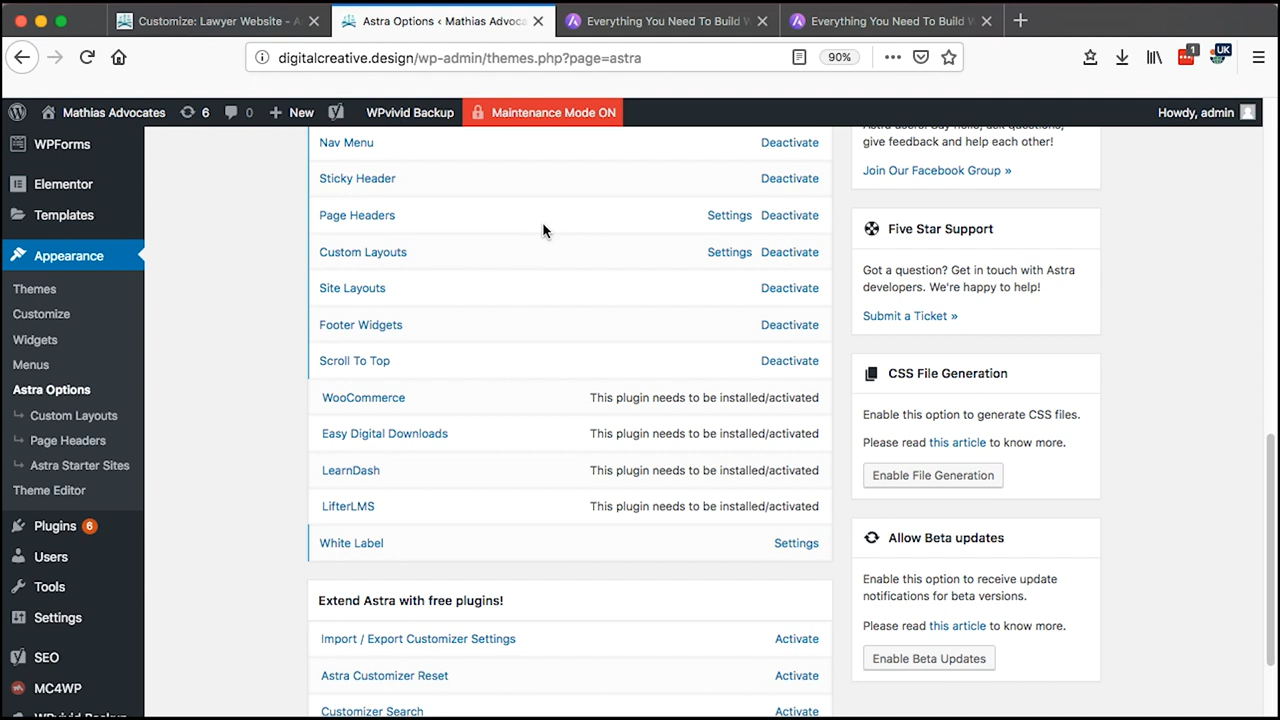 Customize: Lawyer Website - A
Astra Options ‹ Mathias Advoca
Everything You Need To Build W
Everything You Need To Build W
digitalcreative.design/wp-admin/themes.php?page=astra
90%
1
UK
Mathias Advocates
6
0
New
WPvivid Backup
Maintenance Mode ON
Howdy, admin
WPForms
Elementor
Templates
Appearance
Themes
Customize
Widgets
Menus
Astra Options
Custom Layouts
Page Headers
Astra Starter Sites
Theme Editor
Plugins 6
Users
Tools
Settings
SEO
MC4WP
WPvivid Backup
Nav Menu Deactivate
Sticky Header Deactivate
Page Headers Settings Deactivate
Custom Layouts Settings Deactivate
Site Layouts Deactivate
Footer Widgets Deactivate
Scroll To Top Deactivate
WooCommerce This plugin needs to be installed/activated
Easy Digital Downloads This plugin needs to be installed/activated
LearnDash This plugin needs to be installed/activated
LifterLMS This plugin needs to be installed/activated
White Label Settings
Extend Astra with free plugins!
Import / Export Customizer Settings Activate
Astra Customizer Reset Activate
Customizer Search Activate
Astra users! Say hello, ask questions,
give feedback and help each other!
Join Our Facebook Group »
Five Star Support
Got a question? Get in touch with Astra
developers. We're happy to help!
Submit a Ticket »
CSS File Generation
Enable this option to generate CSS files.
Please read this article to know more.
Enable File Generation
Allow Beta updates
Enable this option to receive update
notifications for beta versions.
Please read this article to know more.
Enable Beta Updates